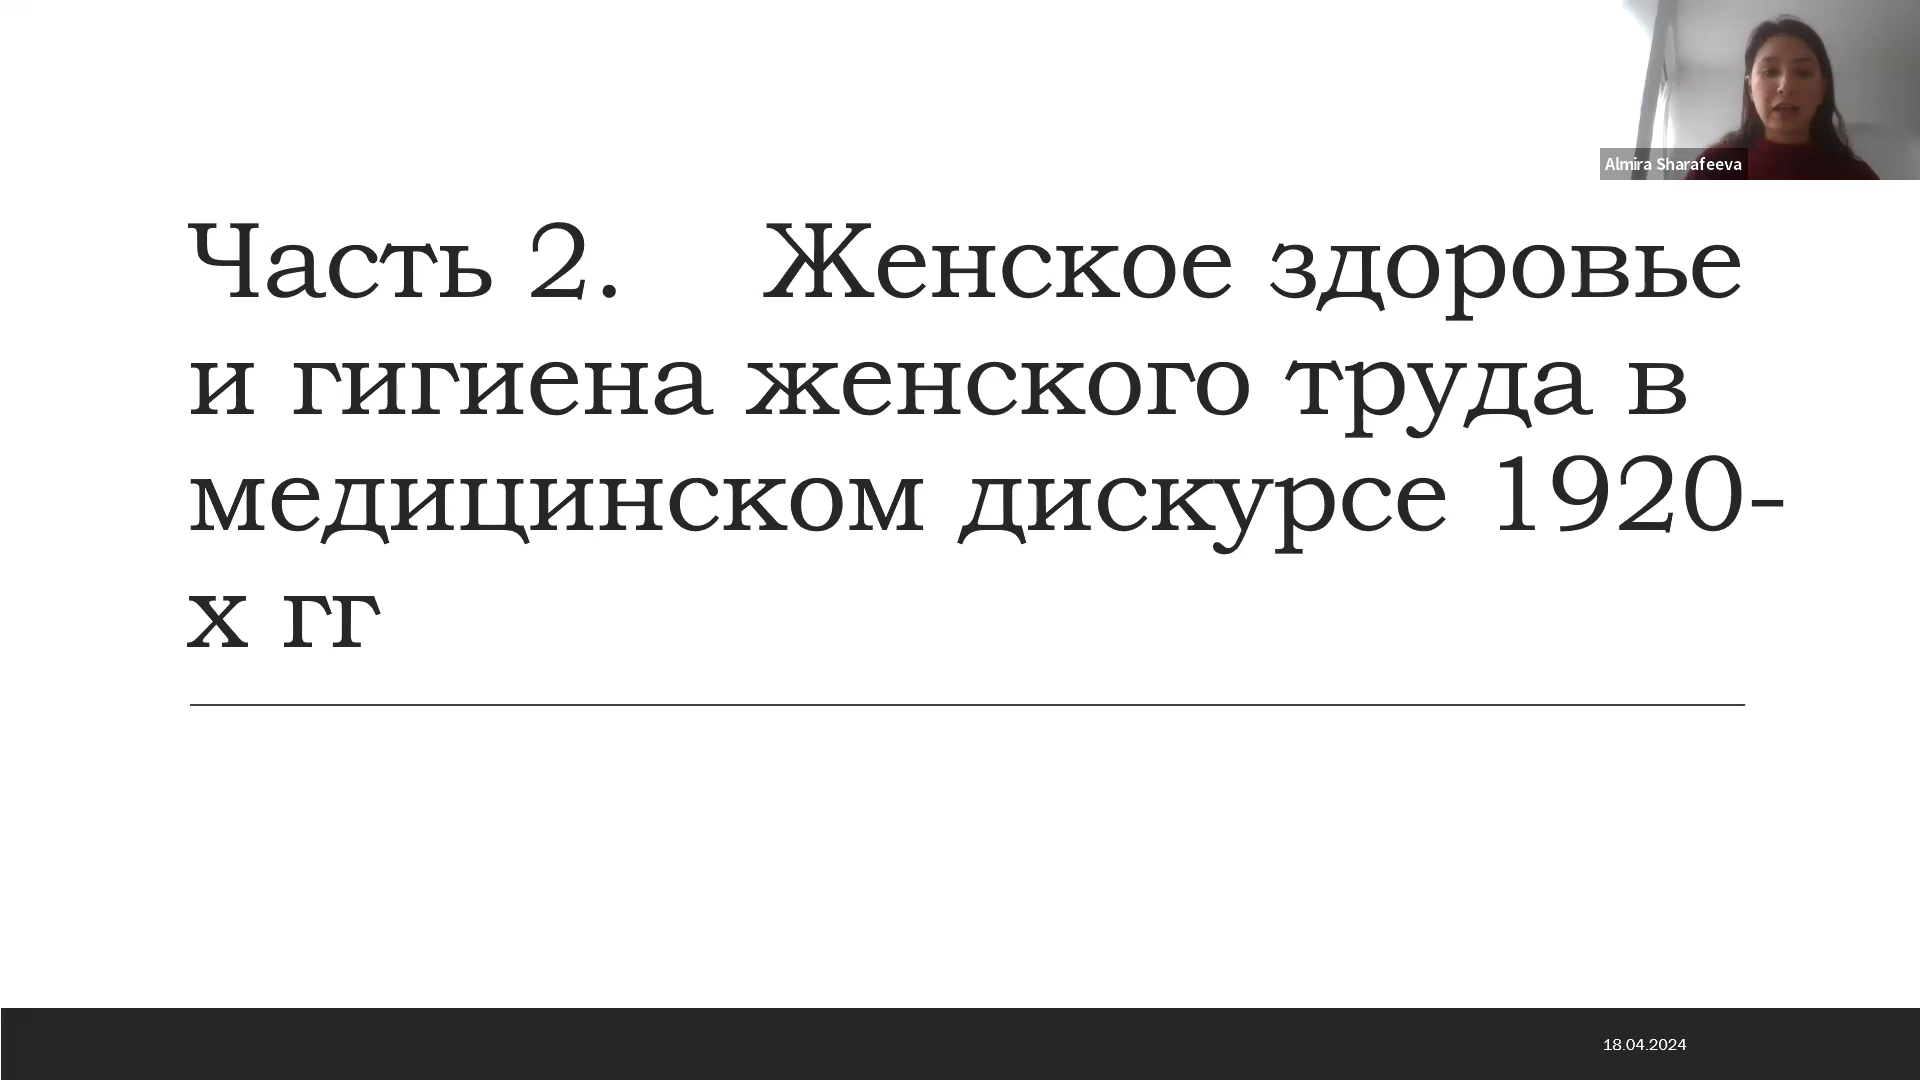 Almira Sharafeeva
Часть 2. Женское здоровье
и гигиена женского труда в
медицинском дискурсе 1920-
х гг
18.04.2024